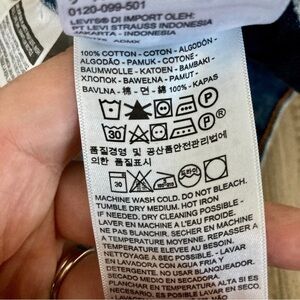 0120-099-501
LEVI'S® DI IMPORT OLEH:
PT LEVI STRAUSS INDONESIA
JAKARTA - INDONESIA
100% COTTON - COTON - ALGODÓN -
ALGODÃO - PAMUK - COTONE -
BAUMWOLLE - KATOEN - BAMBAKI -
ХЛОПОК - BAWEŁNA - PAMUT -
BAVLNA - 棉 - 면 - 綿 100% - KAPAS
P
30
P
품질경영 및 공산품안전관리법에
의한 품질표시
30
MACHINE WASH COLD. DO NOT BLEACH.
TUMBLE DRY MEDIUM. HOT IRON
IF NEEDED. DRY CLEANING POSSIBLE -
LAVER EN MACHINE À L'EAU FROIDE.
NE PAS BLANCHIR. SECHER EN MACHINE
A TEMPERATURE MOYENNE. REPASSER A
TEMPERATURE ELEVEE AU BESOIN.
NETTOYAGE A SEC POSSIBLE -
LAVADORA CON AGUA FRIA Y
DETERGENTE. NO USAR BLANQUEADOR.
SECADO MEDIO EN SECADORA.
PLANCHAR EN TEMPERATURA ALTA SI ES